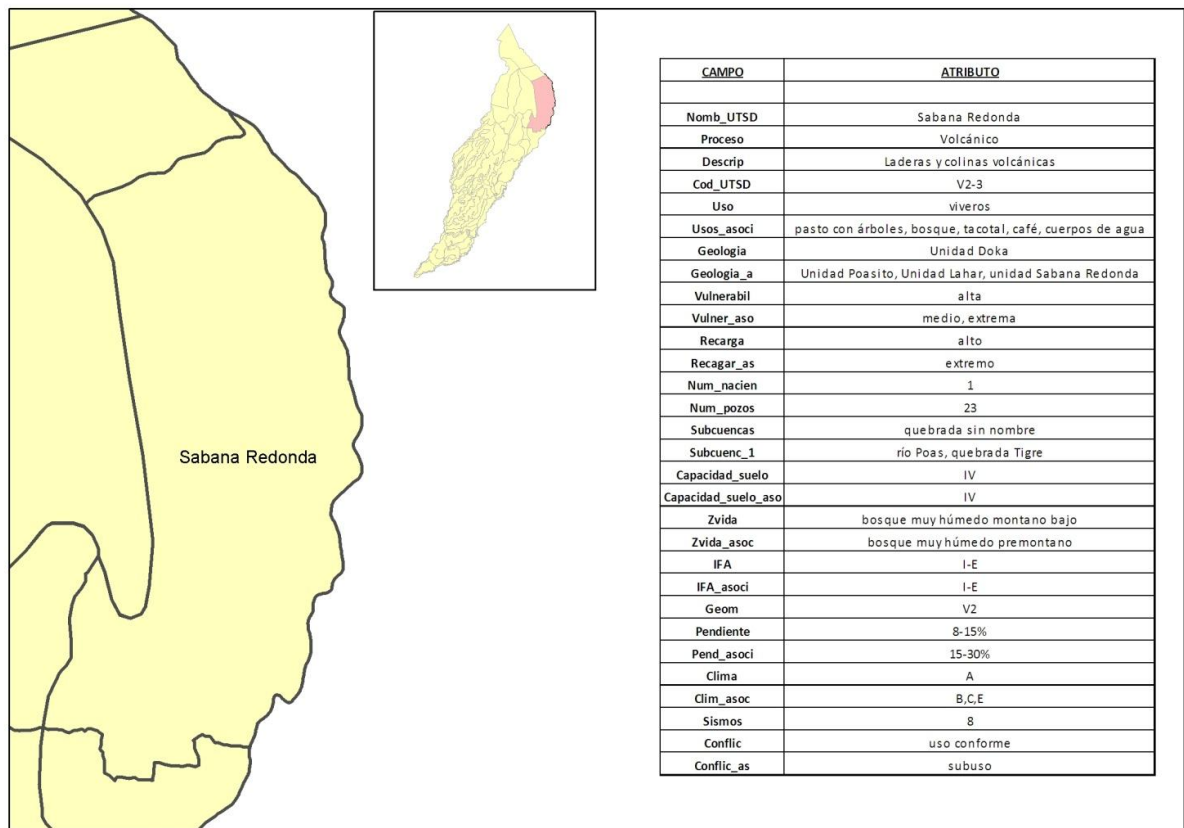 Sabana Redonda
CAMPO ATRIBUTO
Nomb_UTSD Sabana Redonda
Proceso Volcánico
Descrip Laderas y colinas volcánicas
Cod_UTSD V2-3
Uso viveros
Usos_asoci pasto con árboles, bosque, tacotal, café, cuerpos de agua
Geologia Unidad Doka
Geologia_a Unidad Poasito, Unidad Lahar, unidad Sabana Redonda
Vulnerabil alta
Vulner_aso medio, extrema
Recarga alto
Recagar_as extremo
Num_nacien 1
Num_pozos 23
Subcuencas quebrada sin nombre
Subcuenc_1 río Poas, quebrada Tigre
Capacidad_suelo IV
Capacidad_suelo_aso IV
Zvida bosque muy húmedo montano bajo
Zvida_asoc bosque muy húmedo premontano
IFA I-E
IFA_asoci I-E
Geom V2
Pendiente 8-15%
Pend_asoci 15-30%
Clima A
Clim_asoc B,C,E
Sismos 8
Conflic uso conforme
Conflic_as subuso